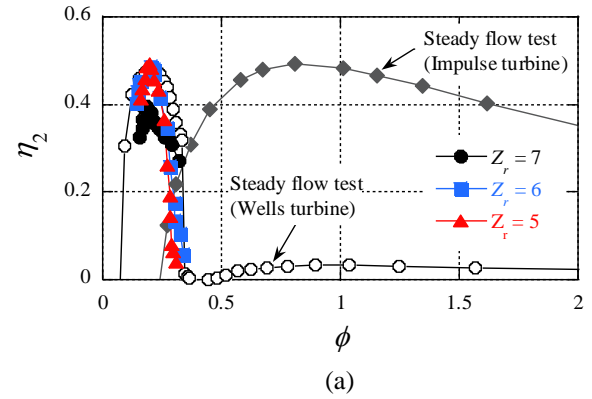 0.6
Steady flow test
(Impulse turbine)
0.4
η₂
Zᵣ = 7
Zᵣ = 6
Zᵣ = 5
Steady flow test
(Wells turbine)
0.2
0
0 0.5 1 1.5 2
ϕ
(a)